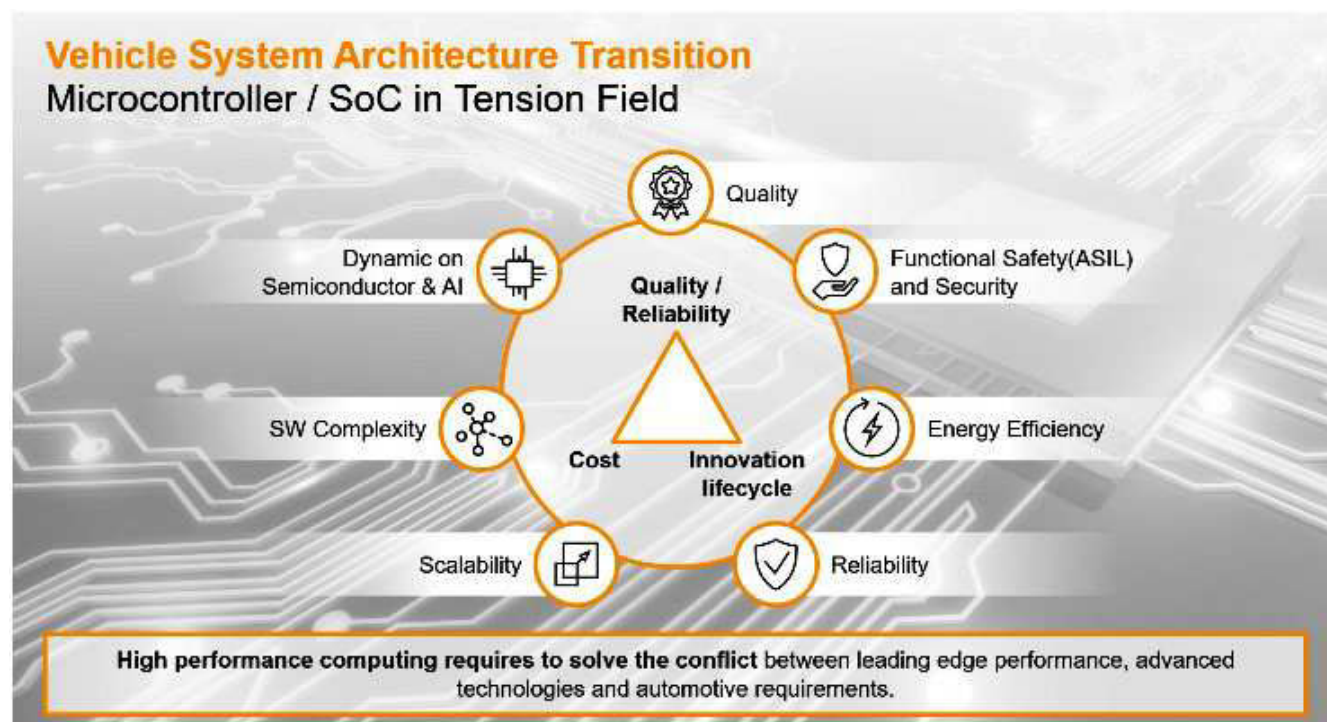 Vehicle System Architecture Transition
Microcontroller / SoC in Tension Field
Quality
Dynamic on
Semiconductor & AI
Functional Safety(ASIL)
and Security
Quality /
Reliability
SW Complexity
Energy Efficiency
Cost
Innovation
lifecycle
Scalability
Reliability
High performance computing requires to solve the conflict between leading edge performance, advanced
technologies and automotive requirements.